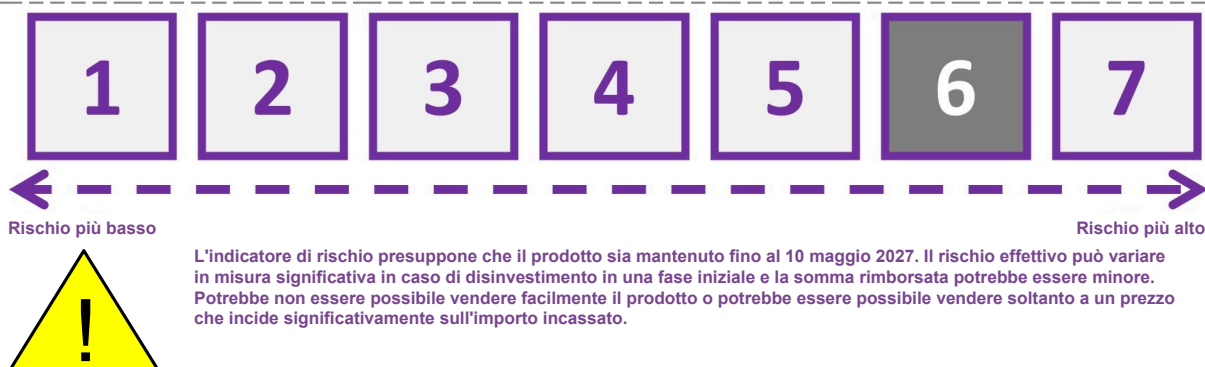 1 2 3 4 5 6 7
Rischio più basso Rischio più alto
L'indicatore di rischio presuppone che il prodotto sia mantenuto fino al 10 maggio 2027. Il rischio effettivo può variare
in misura significativa in caso di disinvestimento in una fase iniziale e la somma rimborsata potrebbe essere minore.
Potrebbe non essere possibile vendere facilmente il prodotto o potrebbe essere possibile vendere soltanto a un prezzo
che incide significativamente sull'importo incassato.
!